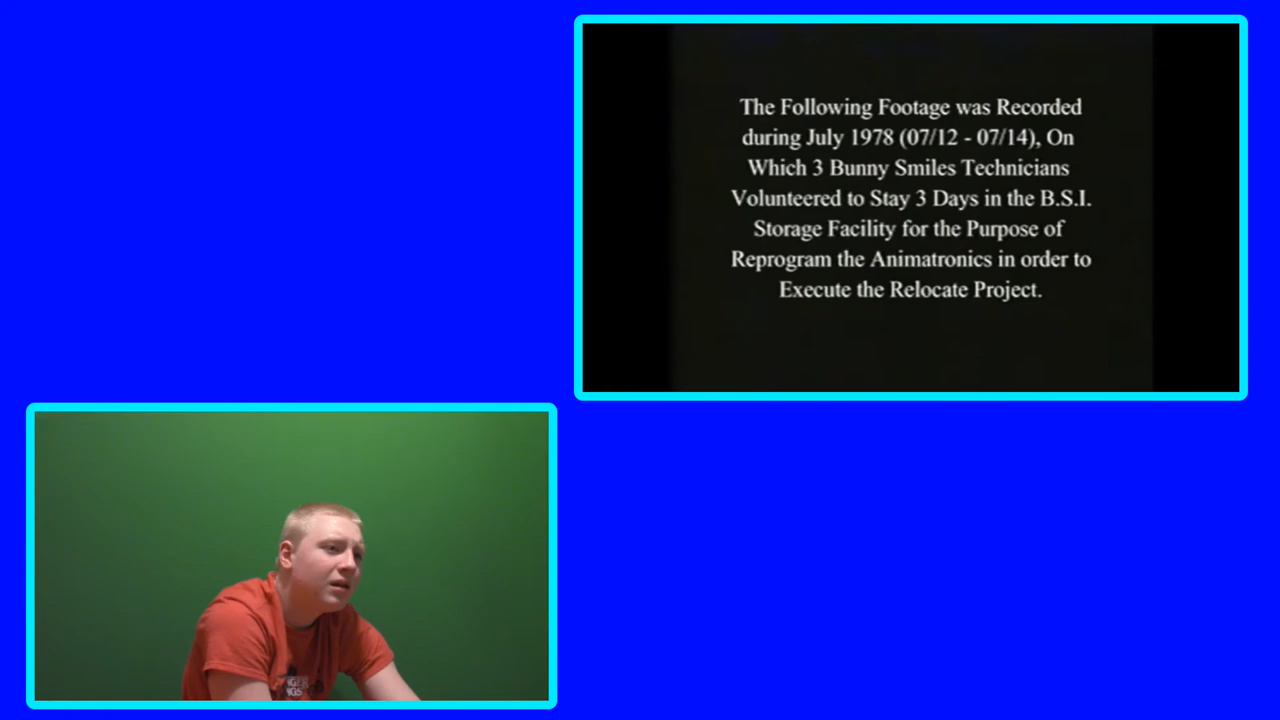 The Following Footage was Recorded
during July 1978 (07/12 - 07/14), On
Which 3 Bunny Smiles Technicians
Volunteered to Stay 3 Days in the B.S.I.
Storage Facility for the Purpose of
Reprogram the Animatronics in order to
Execute the Relocate Project.